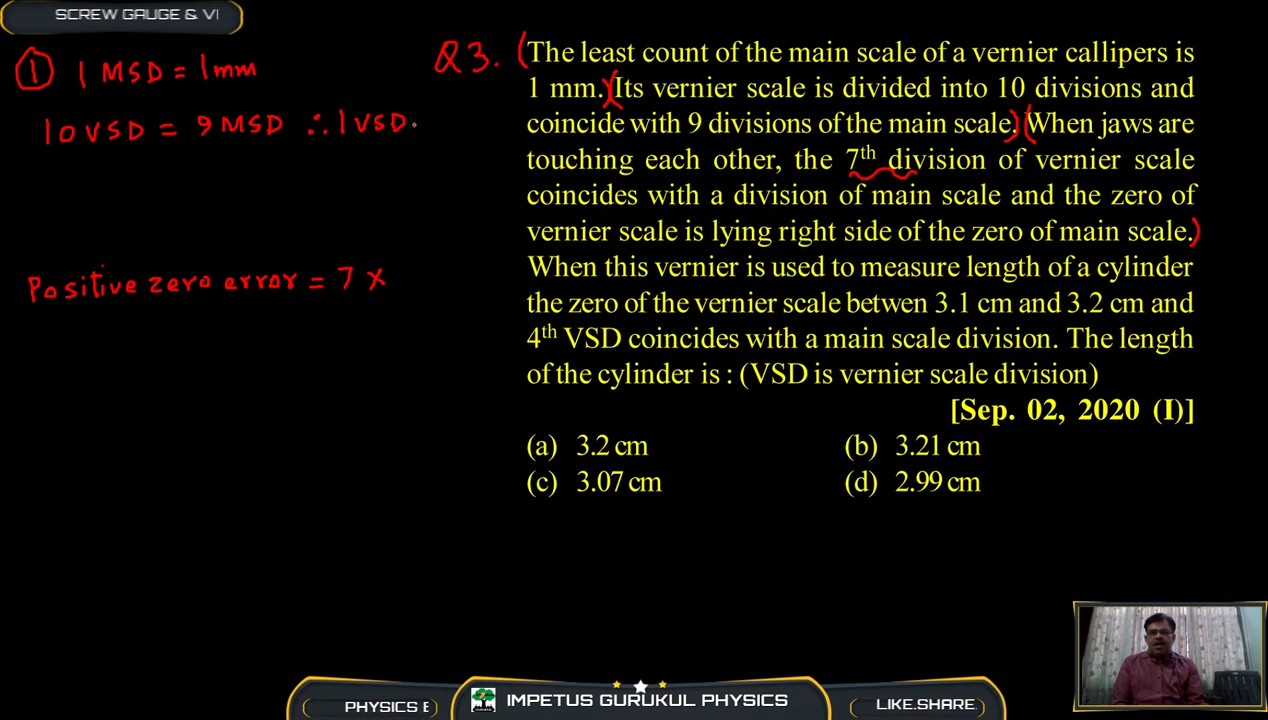 SCREW GAUGE & VI
① 1 MSD = 1mm
10 VSD = 9 MSD ∴ 1 VSD
Positive zero error = 7 ×
Q3. (The least count of the main scale of a vernier callipers is
1 mm.)(Its vernier scale is divided into 10 divisions and
coincide with 9 divisions of the main scale.)(When jaws are
touching each other, the 7th division of vernier scale
coincides with a division of main scale and the zero of
vernier scale is lying right side of the zero of main scale.)
When this vernier is used to measure length of a cylinder
the zero of the vernier scale betwen 3.1 cm and 3.2 cm and
4th VSD coincides with a main scale division. The length
of the cylinder is : (VSD is vernier scale division)
[Sep. 02, 2020 (I)]
(a) 3.2 cm (b) 3.21 cm
(c) 3.07 cm (d) 2.99 cm
PHYSICS E
IMPETUS GURUKUL PHYSICS
LIKE.SHARE.